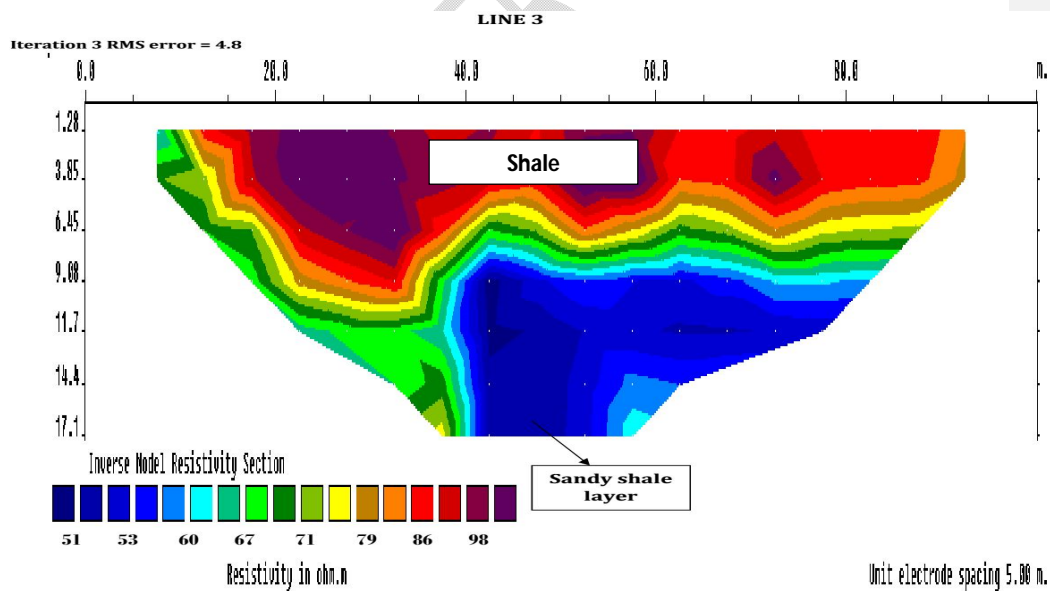 LINE 3
Iteration 3 RMS error = 4.8
0.0 20.0 40.0 60.0 80.0 m.
1.28
3.85
6.45
9.08
11.7
14.4
17.1
Shale
Sandy shale
layer
Inverse Model Resistivity Section
51 53 60 67 71 79 86 98
Resistivity in ohm.m
Unit electrode spacing 5.00 m.